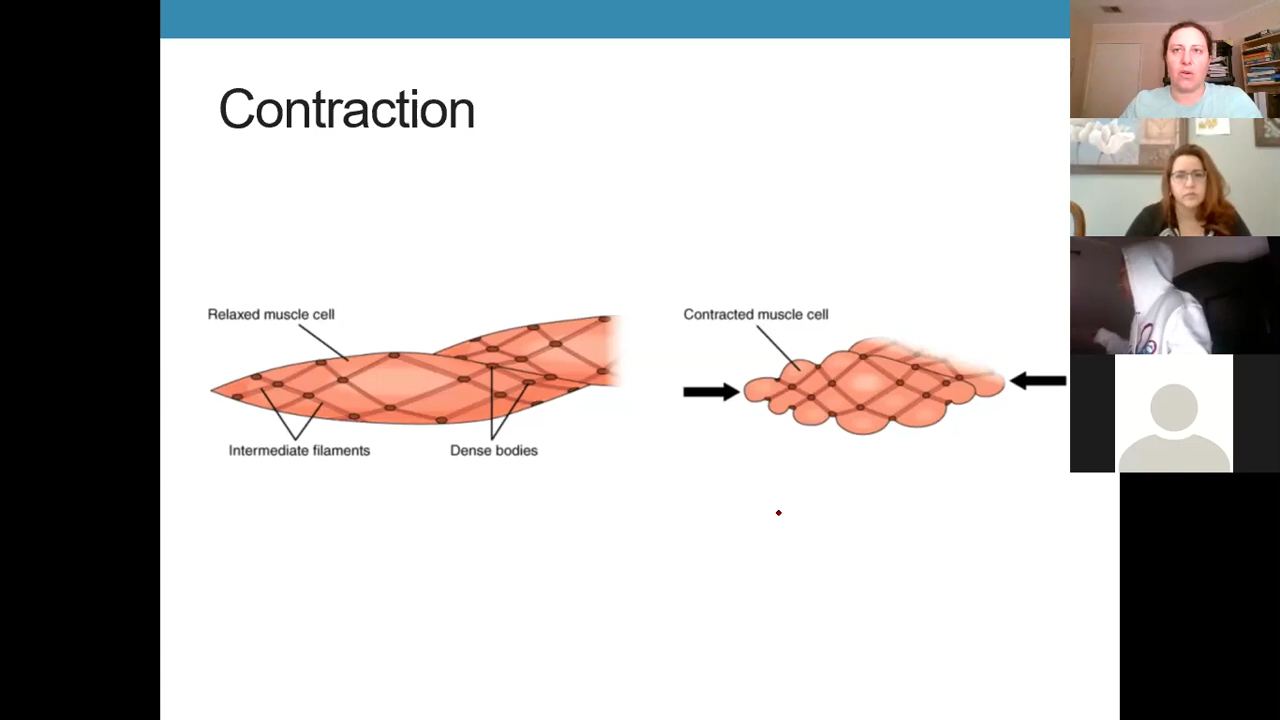 Contraction
Relaxed muscle cell
Contracted muscle cell
Intermediate filaments
Dense bodies